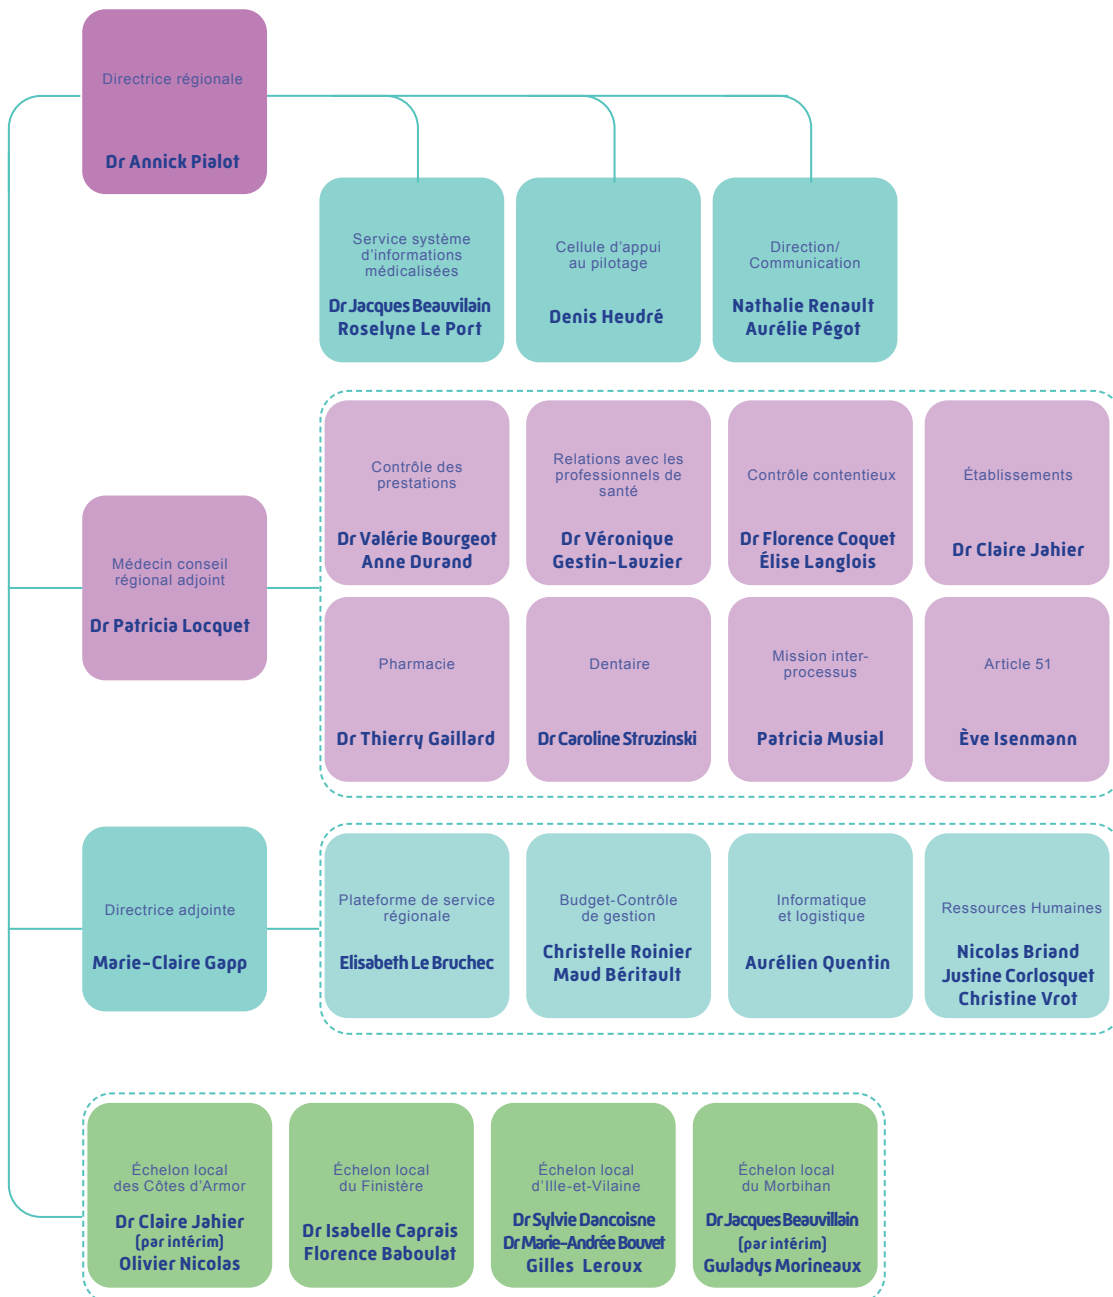 Directrice régionale
Dr Annick Pialot
Service système
d'informations
médicalisées
Dr Jacques Beauvilain
Roselyne Le Port
Cellule d'appui
au pilotage
Denis Heudré
Direction/
Communication
Nathalie Renault
Aurélie Pégot
Médecin conseil
régional adjoint
Dr Patricia Locquet
Contrôle des
prestations
Dr Valérie Bourgeot
Anne Durand
Relations avec les
professionnels de
santé
Dr Véronique
Gestin-Lauzier
Contrôle contentieux
Dr Florence Coquet
Élise Langlois
Établissements
Dr Claire Jahier
Pharmacie
Dr Thierry Gaillard
Dentaire
Dr Caroline Struzinski
Mission inter-
processus
Patricia Musial
Article 51
Ève Isenmann
Directrice adjointe
Marie-Claire Gapp
Plateforme de service
régionale
Elisabeth Le Bruchec
Budget-Contrôle
de gestion
Christelle Roinier
Maud Béritault
Informatique
et logistique
Aurélien Quentin
Ressources Humaines
Nicolas Briand
Justine Corlosquet
Christine Vrot
Échelon local
des Côtes d'Armor
Dr Claire Jahier
(par intérim)
Olivier Nicolas
Échelon local
du Finistère
Dr Isabelle Caprais
Florence Baboulat
Échelon local
d'Ille-et-Vilaine
Dr Sylvie Dancoisne
Dr Marie-Andrée Bouvet
Gilles Leroux
Échelon local
du Morbihan
Dr Jacques Beauvillain
(par intérim)
Gwladys Morineaux